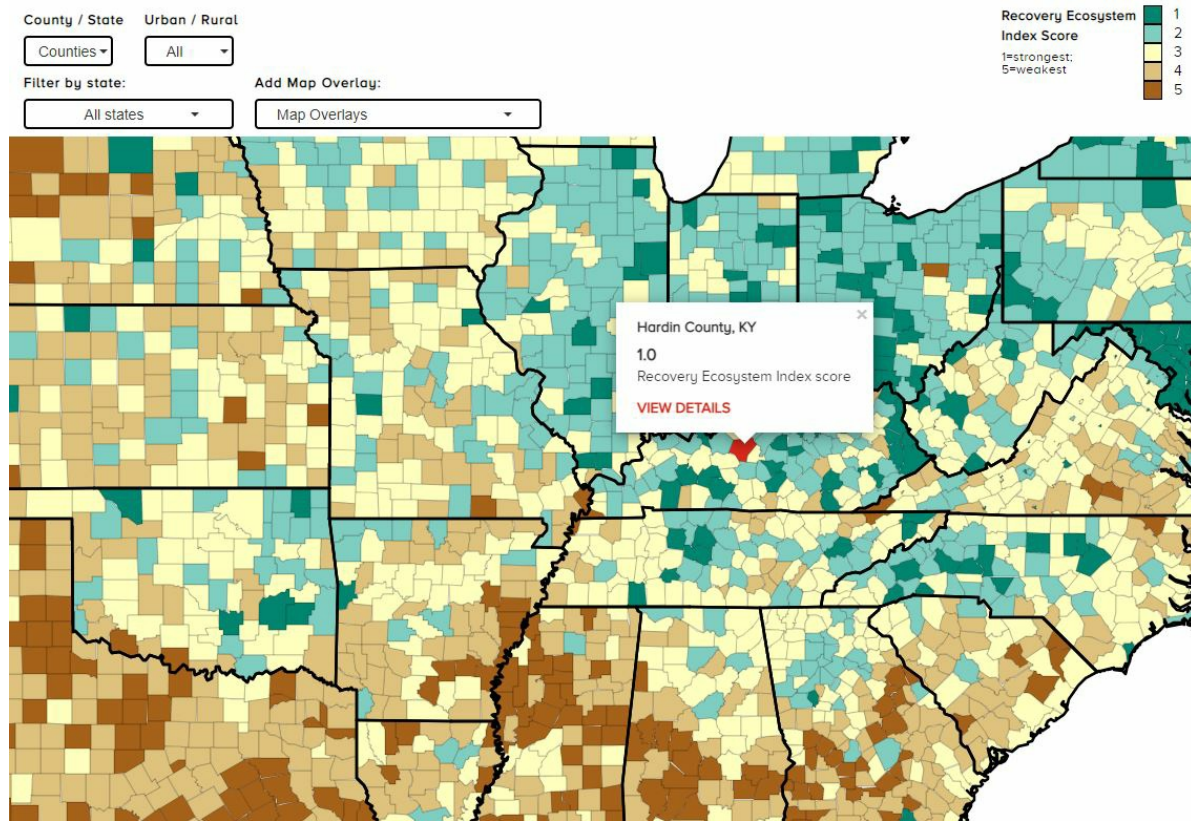 County / State
Urban / Rural
Counties
All
Filter by state:
Add Map Overlay:
All states
Map Overlays
Recovery Ecosystem
Index Score
1=strongest;
5=weakest
1
2
3
4
5
×
Hardin County, KY
1.0
Recovery Ecosystem Index score
VIEW DETAILS